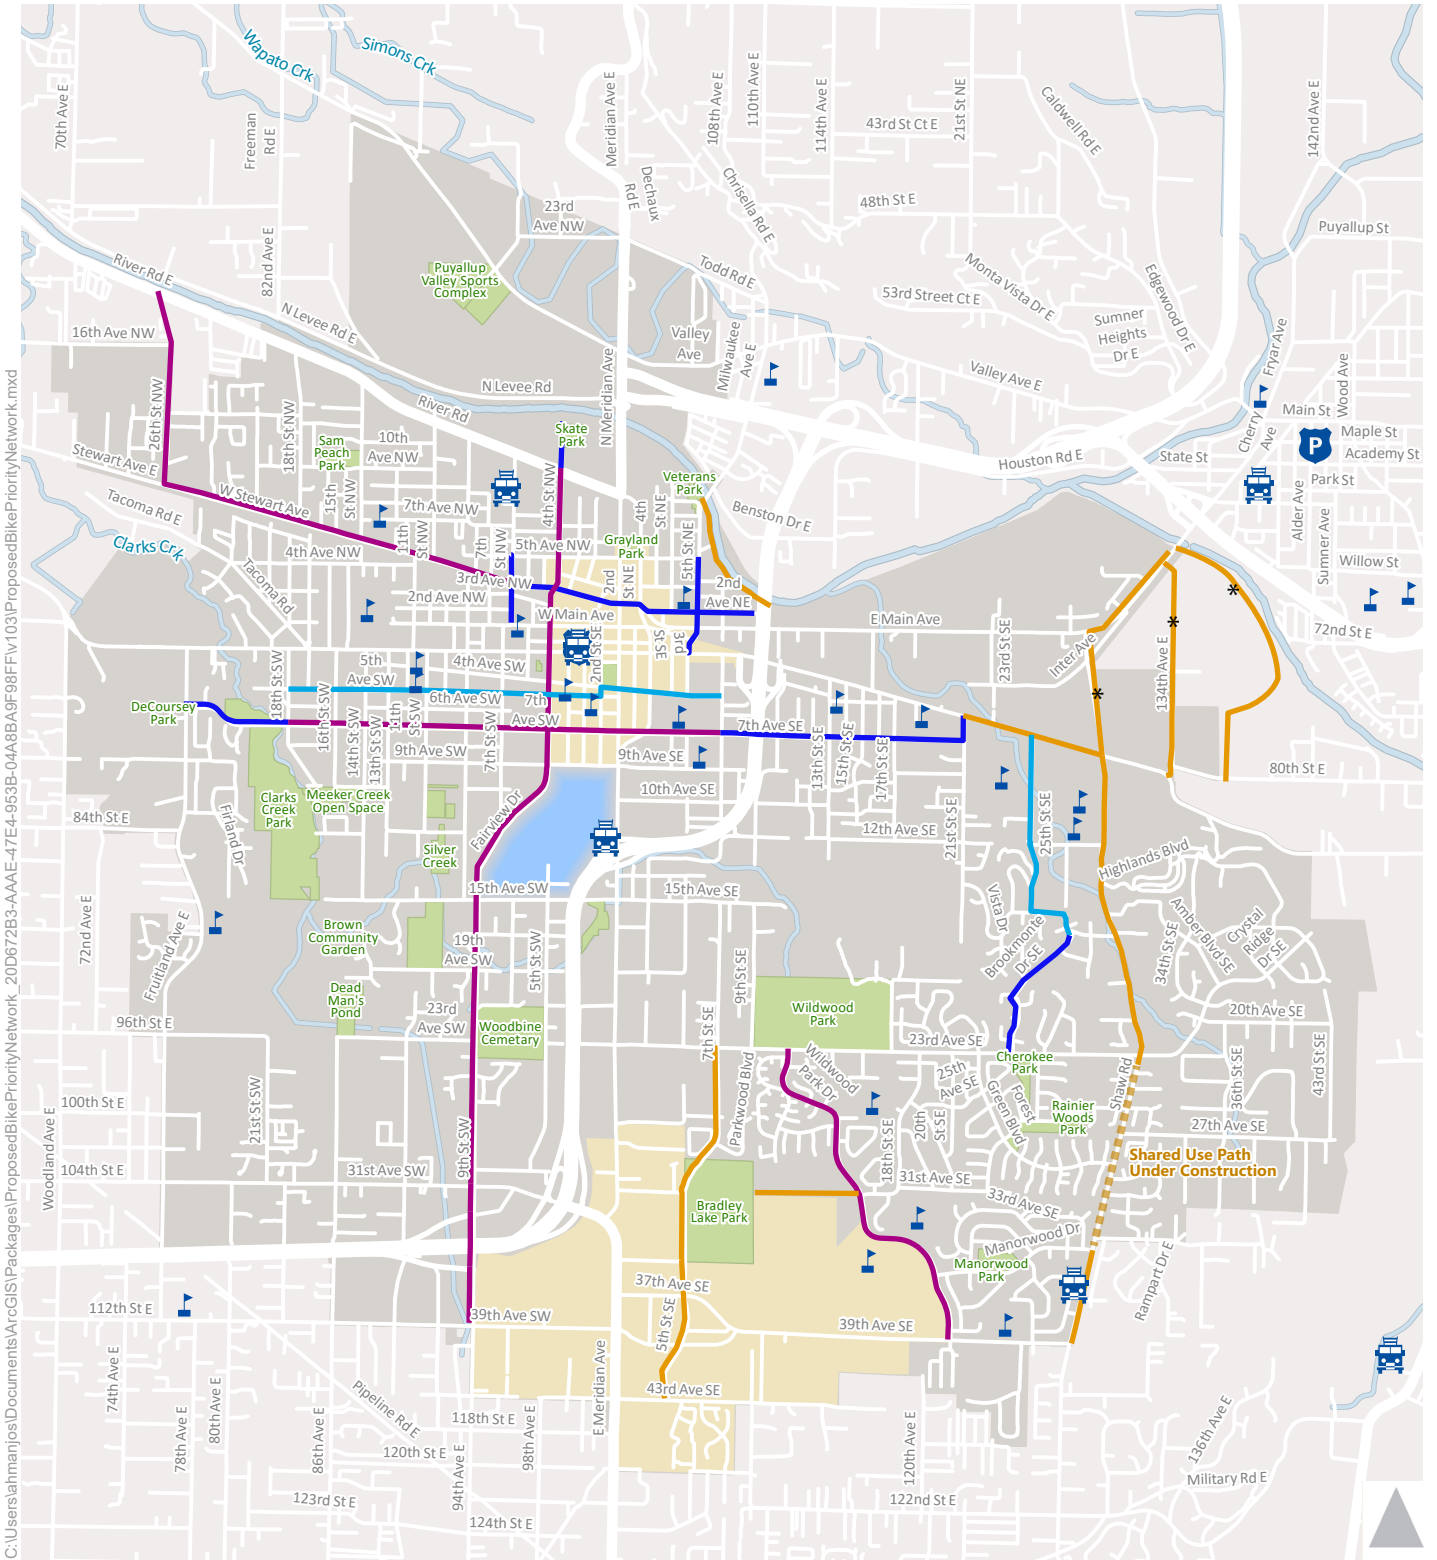 Wapato Crk
Simons Crk
70th Ave E
Freeman
Rd E
Meridian Ave E
108th Ave E
110th Ave E
114th Ave E
43rd St Ct E
21st St NE
Caldwell Rd E
142nd Ave E
Dechaux
Rd E
Chrisella Rd E
48th St E
23rd
Ave NW
Puyallup St
82nd Ave E
River Rd E
Puyallup
Valley Sports
Complex
Todd Rd E
Monta Vista Dr E
Edgewood Dr E
53rd Street Ct E
Sumner
Heights
Dr E
N Levee Rd E
16th Ave NW
Valley
Ave
Milwaukee
Ave E
Fryar Ave
N Meridian Ave
Valley Ave E
Wood Ave
N Levee Rd
River Rd
Main St
Cherry
Ave
26th St NW
18th St NW
Sam
Peach
Park
10th
Ave NW
Skate
Park
Maple St
P
Academy St
State St
Houston Rd E
Stewart Ave E
Park St
W Stewart Ave
15th
St NW
7th Ave NW
4th St NW
Veterans
Park
4th
St NE
Benston Dr E
Alder Ave
Sumner Ave
Tacoma Rd E
Clarks Crk
11th
St NW
7th
St NW
5th Ave NW
Grayland
Park
5th St NE
4th Ave NW
Willow St
Tacoma Rd
3rd Ave NW
2nd
St NE
2nd
Ave NE
2nd Ave NW
W Main Ave
E Main Ave
72nd St E
23rd St SE
Inter Ave
134th Ave E
2nd St SE
3rd
St SE
5th
Ave SW
4th Ave SW
6th Ave SW
7th
Ave SW
18th St SW
DeCoursey
Park
16th St SW
14th St SW
13th St SW
11th
St SW
7th St SW
7th Ave SE
9th Ave SW
9th Ave SE
13th St SE
15th St SE
17th St SE
80th St E
10th Ave SE
Clarks
Creek
Park
Meeker Creek
Open Space
Firland Dr
84th St E
Fairview Dr
12th Ave SE
21st St SE
25th St SE
Silver
Creek
Highlands Blvd
15th Ave SW
15th Ave SE
Vista Dr
72nd Ave E
Fruitland Ave E
Brown
Community
Garden
19th
Ave SW
5th St SW
9th St SE
Brookmonte
Dr SE
34th St SE
Amber Blvd SE
Crystal
Ridge
Dr SE
Dead
Man's
Pond
23rd
Ave SW
Woodbine
Cemetery
Wildwood
Park
20th Ave SE
96th St E
7th St SE
23rd Ave SE
Cherokee
Park
Parkwood Blvd
Wildwood
Park Dr
25th
Ave SE
Forest
Green Blvd
Rainier
Woods
Park
Shaw Rd
36th St SE
43rd St SE
100th St E
21st St SW
Woodland Ave E
9th St SW
20th
St SE
18th St SE
27th Ave SE
104th St E
31st Ave SW
31st Ave SE
Shared Use Path
Under Construction
Bradley
Lake Park
33rd Ave SE
Manorwood Dr
Manorwood
Park
Rampart Dr E
37th Ave SE
112th St E
39th Ave SW
5th St SE
39th Ave SE
E Meridian Ave
74th Ave E
43rd Ave SE
78th Ave E
80th Ave E
Pipeline Rd E
118th St E
86th Ave E
120th St E
94th Ave E
98th Ave E
120th Ave E
136th Ave E
Military Rd E
123rd St E
122nd St E
124th St E
C:\Users\ahmanjos\Documents\ArcGIS\Packages\ProposedBikePriorityNetwork_20D672B3-AAAE-47E4-953B-04A8BA9F98FF\v103\ProposedBikePriorityNetwork.mxd